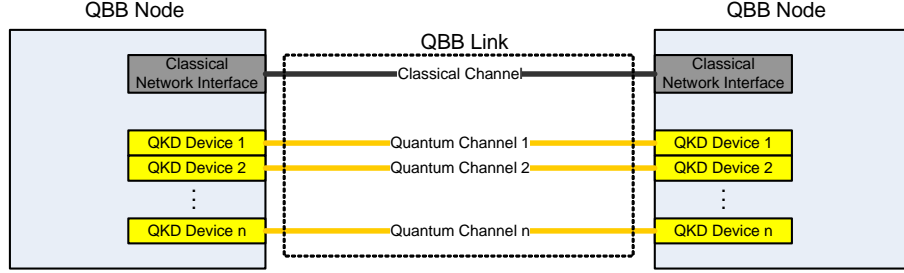 QBB Node
QBB Node
QBB Link
Classical
Network Interface
Classical Channel
Classical
Network Interface
QKD Device 1
Quantum Channel 1
QKD Device 1
QKD Device 2
Quantum Channel 2
QKD Device 2
QKD Device n
Quantum Channel n
QKD Device n